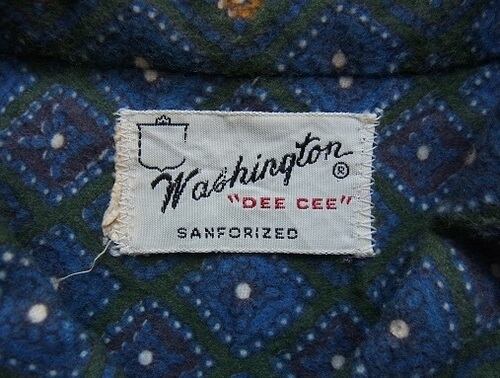 Washington ®
"DEE CEE"
SANFORIZED